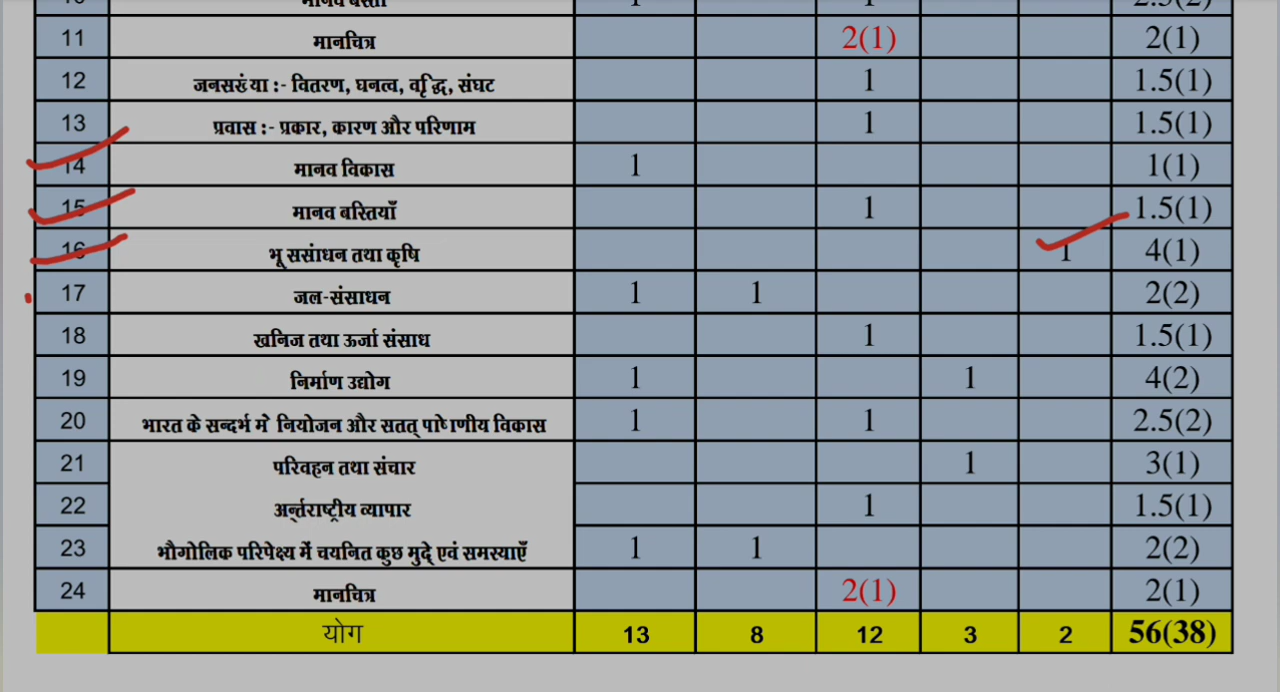 11 मानचित्र 2(1) 2(1)
12 जनसरंख्या :- वितरण, घनत्व, वृद्धि, संघट 1 1.5(1)
13 प्रवास :- प्रकार, कारण और परिणाम 1 1.5(1)
14 मानव विकास 1 1(1)
15 मानव बस्तियाँ 1 1.5(1)
16 भू ससांधन तथा कृषि 1 4(1)
17 जल-संसाधन 1 1 2(2)
18 खनिज तथा ऊर्जा संसाध 1 1.5(1)
19 निर्माण उद्योग 1 1 4(2)
20 भारत के सन्दर्भ मे नियोजन और सतत् पोषणीय विकास 1 1 2.5(2)
21 परिवहन तथा संचार 1 3(1)
22 अर्न्तराष्ट्रीय व्यापार 1 1.5(1)
23 भौगोलिक परिपेक्ष्य में चयनित कुछ मुद्दे एवं समस्याएँ 1 1 2(2)
24 मानचित्र 2(1) 2(1)
योग 13 8 12 3 2 56(38)